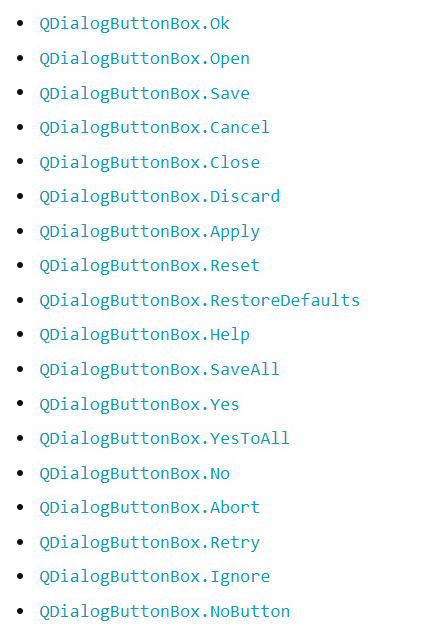 QDialogButtonBox.Ok
QDialogButtonBox.Open
QDialogButtonBox.Save
QDialogButtonBox.Cancel
QDialogButtonBox.Close
QDialogButtonBox.Discard
QDialogButtonBox.Apply
QDialogButtonBox.Reset
QDialogButtonBox.RestoreDefaults
QDialogButtonBox.Help
QDialogButtonBox.SaveAll
QDialogButtonBox.Yes
QDialogButtonBox.YesToAll
QDialogButtonBox.No
QDialogButtonBox.Abort
QDialogButtonBox.Retry
QDialogButtonBox.Ignore
QDialogButtonBox.NoButton